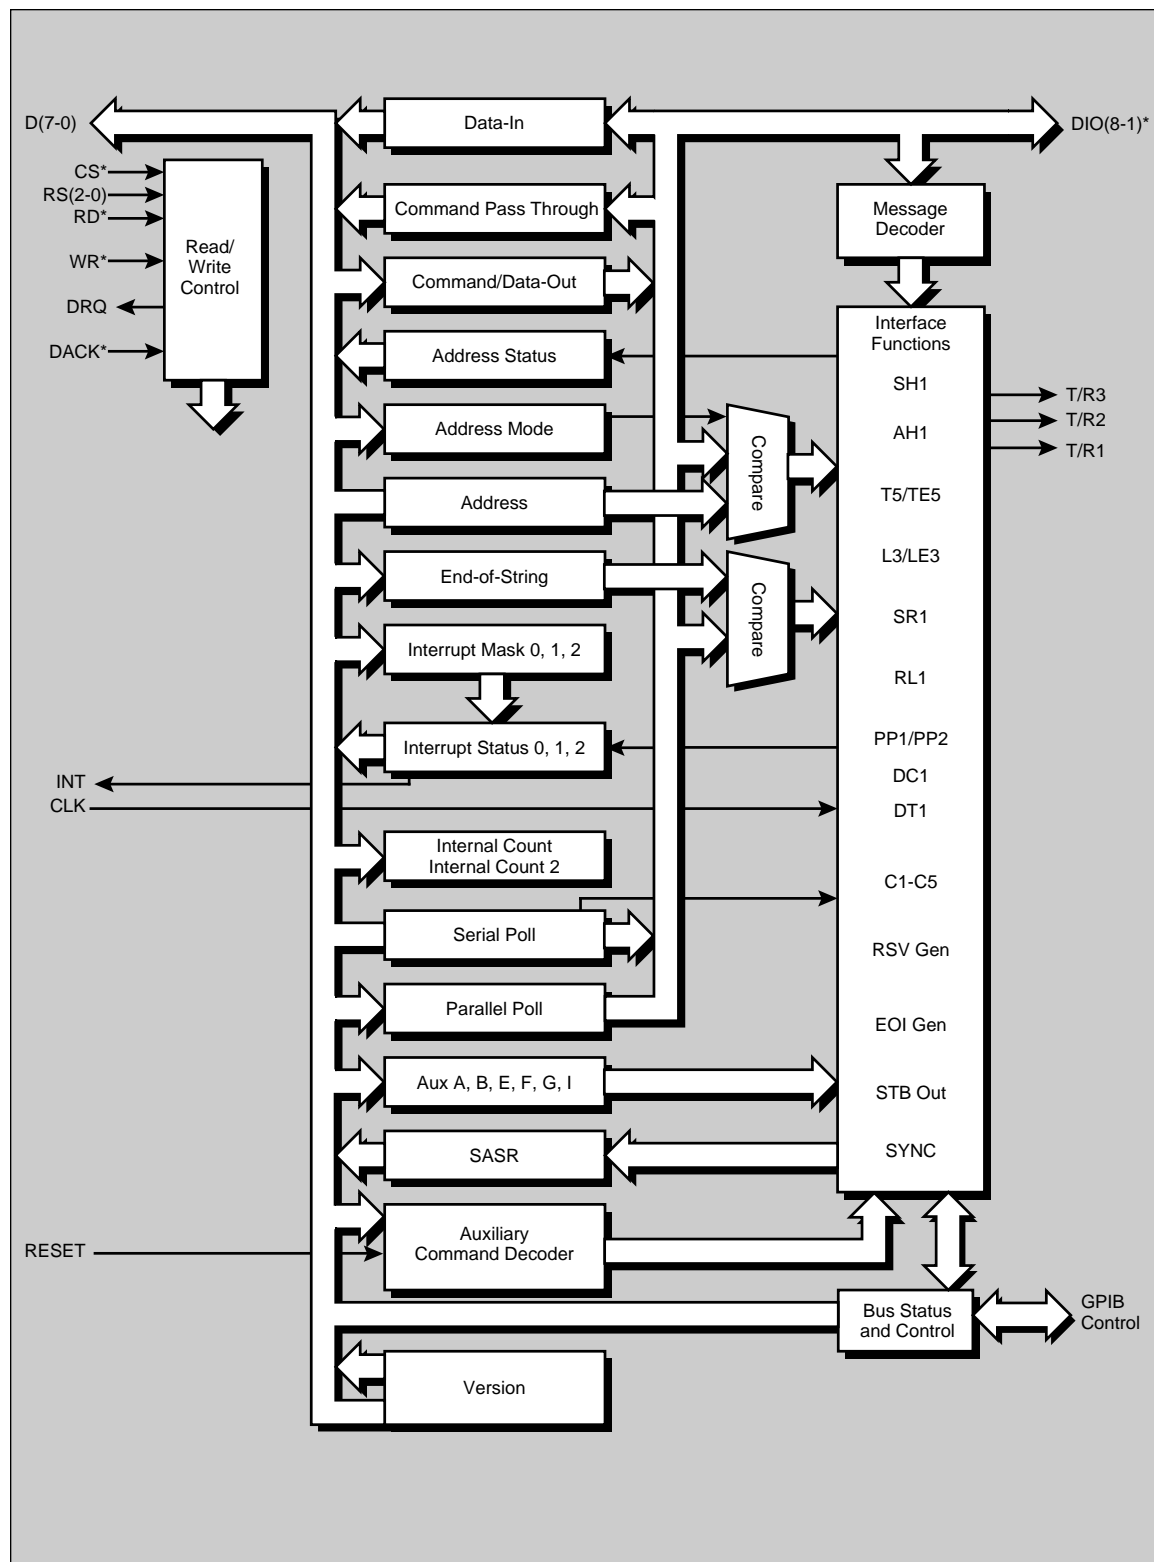 D(7-0)
Data-In
DIO(8-1)*
CS*
RS(2-0)
RD*
WR*
DRQ
DACK*
Read/
Write
Control
Command Pass Through
Message
Decoder
Command/Data-Out
Address Status
Address Mode
Address
End-of-String
Interrupt Mask 0, 1, 2
Interrupt Status 0, 1, 2
Compare
Compare
Interface
Functions
SH1
AH1
T5/TE5
L3/LE3
SR1
RL1
PP1/PP2
DC1
DT1
C1-C5
RSV Gen
EOI Gen
STB Out
SYNC
T/R3
T/R2
T/R1
INT
CLK
Internal Count
Internal Count 2
Serial Poll
Parallel Poll
Aux A, B, E, F, G, I
SASR
RESET
Auxiliary
Command Decoder
Bus Status
and Control
GPIB
Control
Version